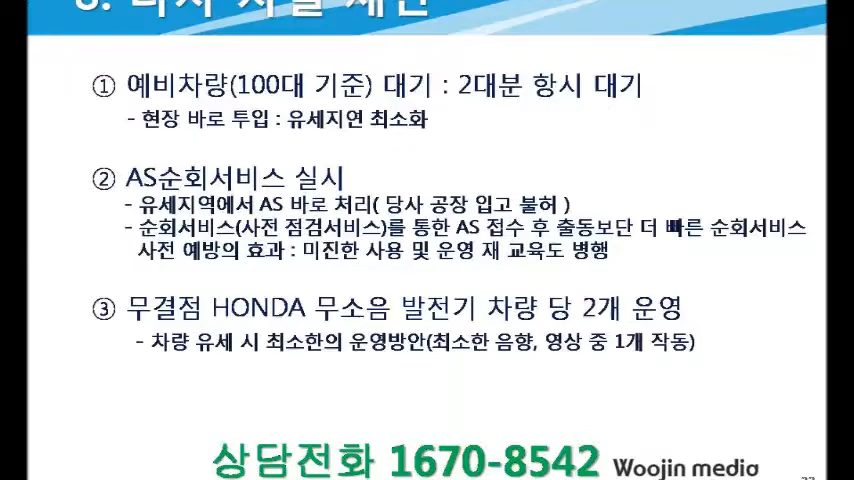 ① 예비차량(100대 기준) 대기 : 2대분 항시 대기
- 현장 바로 투입 : 유세지연 최소화
② AS순회서비스 실시
- 유세지역에서 AS 바로 처리( 당사 공장 입고 불허 )
- 순회서비스(사전 점검서비스)를 통한 AS 접수 후 출동보단 더 빠른 순회서비스
사전 예방의 효과 : 미진한 사용 및 운영 재 교육도 병행
③ 무결점 HONDA 무소음 발전기 차량 당 2개 운영
- 차량 유세 시 최소한의 운영방안(최소한 음향, 영상 중 1개 작동)
상담전화 1670-8542 Woojin media